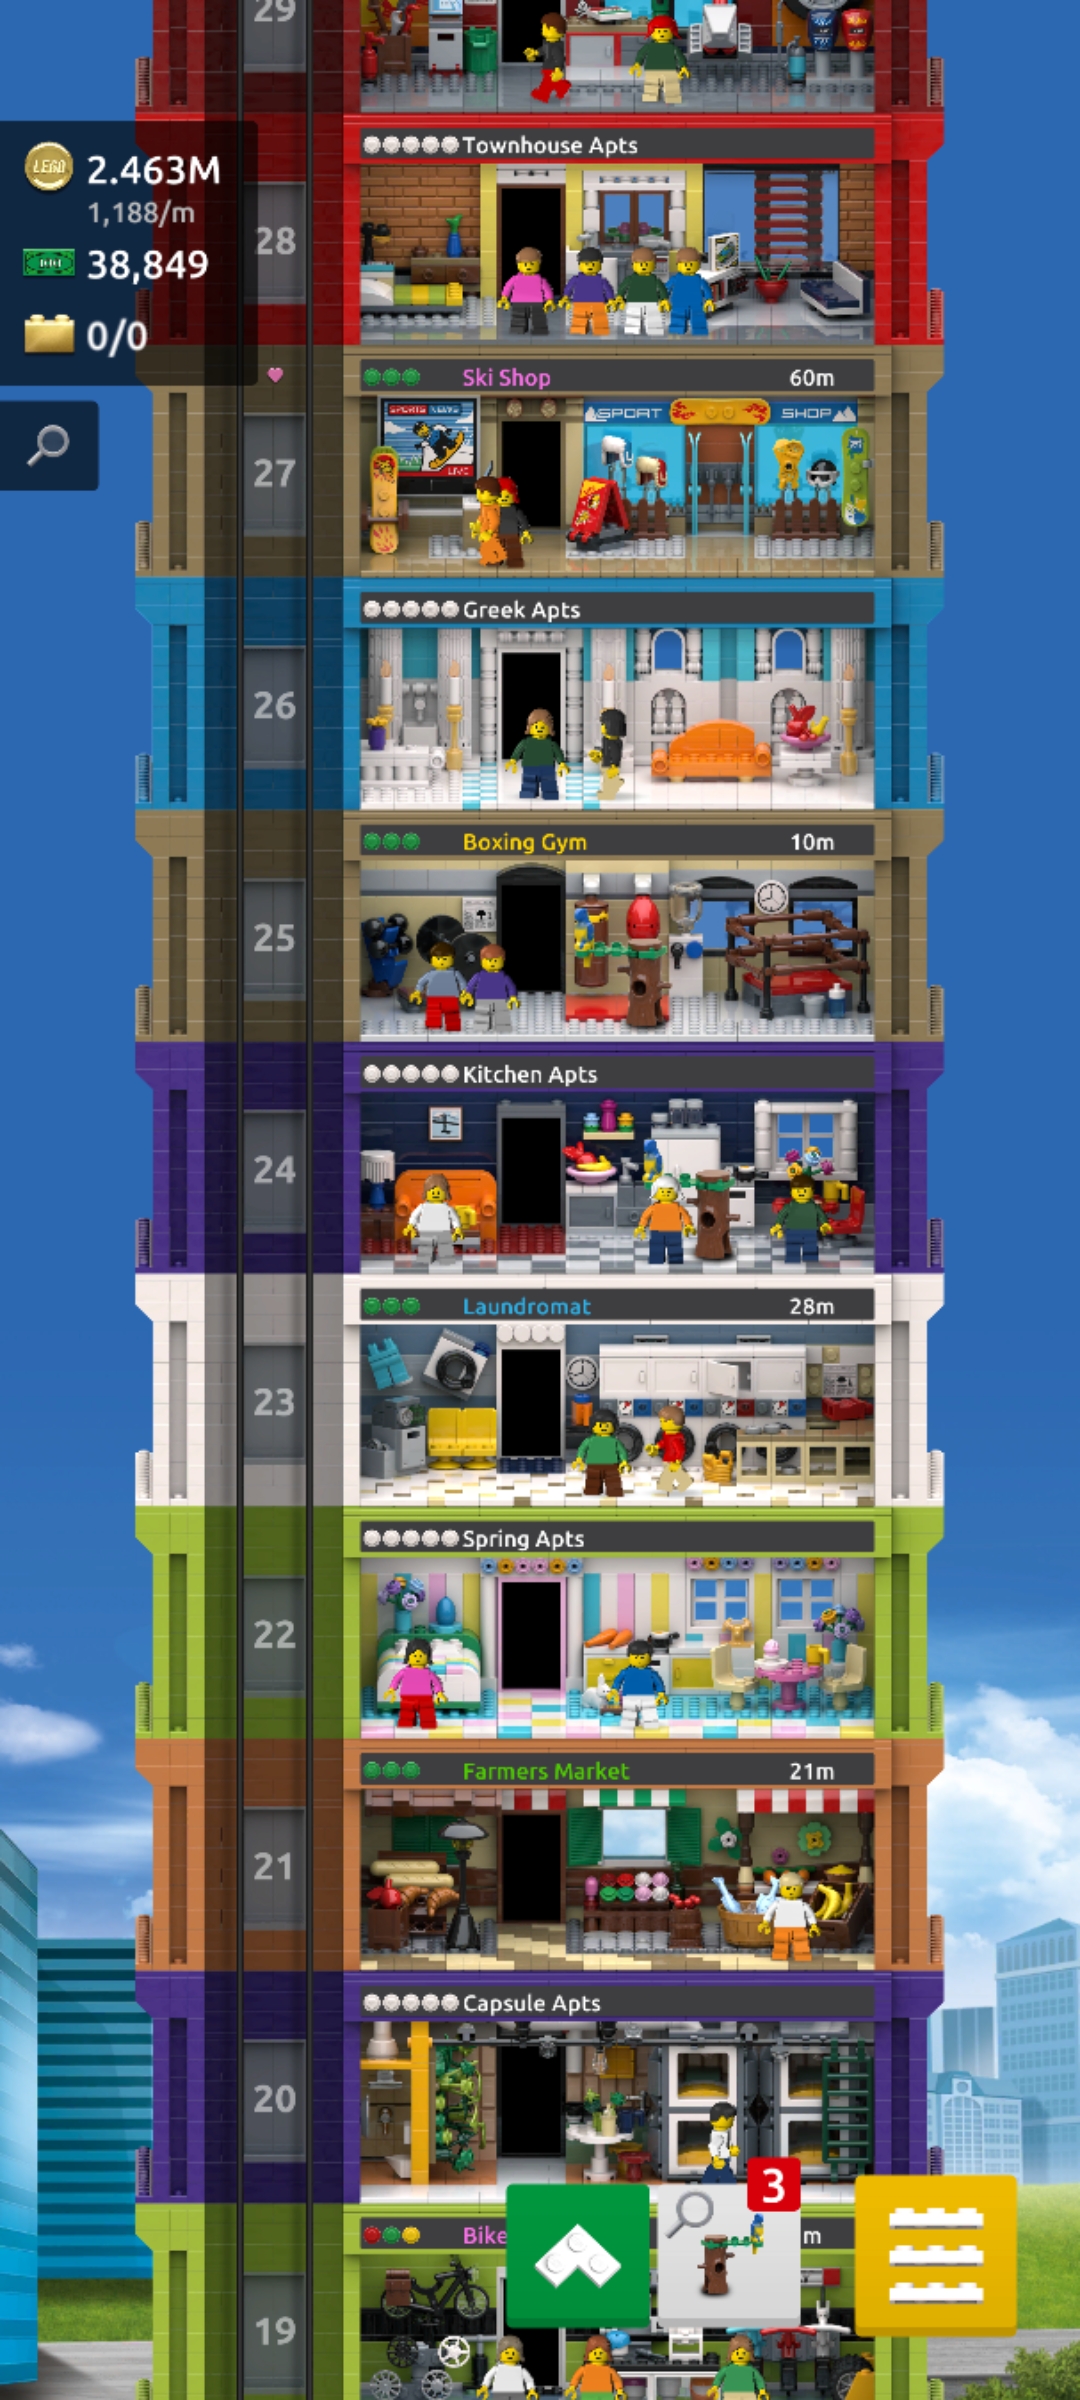 29
LEGO
2.463M
1,188/m
38,849
0/0
Townhouse Apts
28
Ski Shop 60m
SPORTS NEWS
LIVE
SPORT SHOP
27
Greek Apts
26
Boxing Gym 10m
25
Kitchen Apts
24
Laundromat 28m
23
Spring Apts
22
Farmers Market 21m
21
Capsule Apts
20
3
Bike m
19